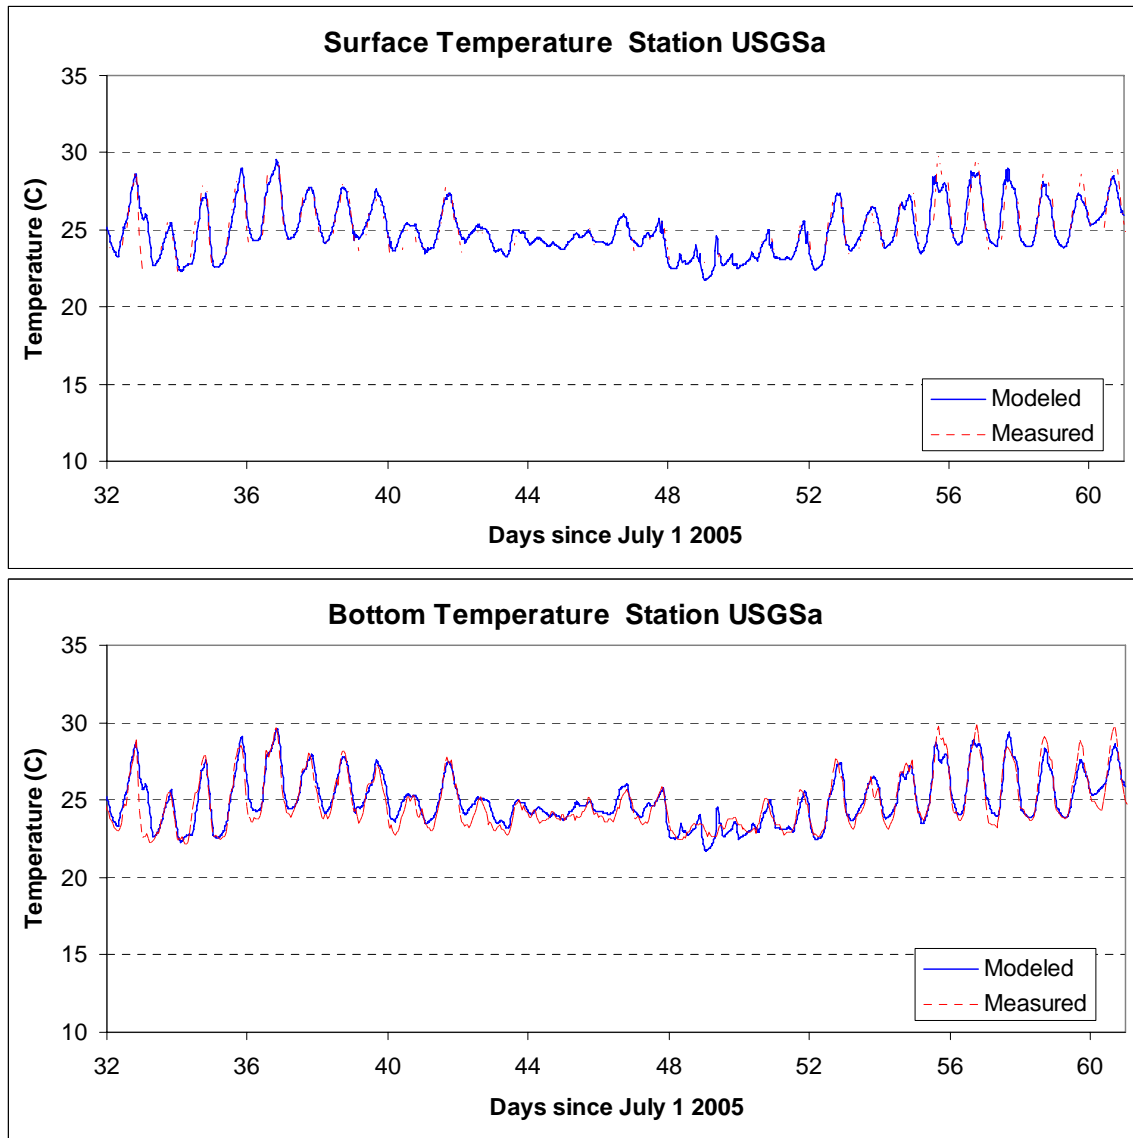 Surface Temperature  Station USGSa
35
30
25
20
15
10
Temperature (C)
32 36 40 44 48 52 56 60
Days since July 1 2005
Modeled
Measured
Bottom Temperature  Station USGSa
35
30
25
20
15
10
Temperature (C)
32 36 40 44 48 52 56 60
Days since July 1 2005
Modeled
Measured